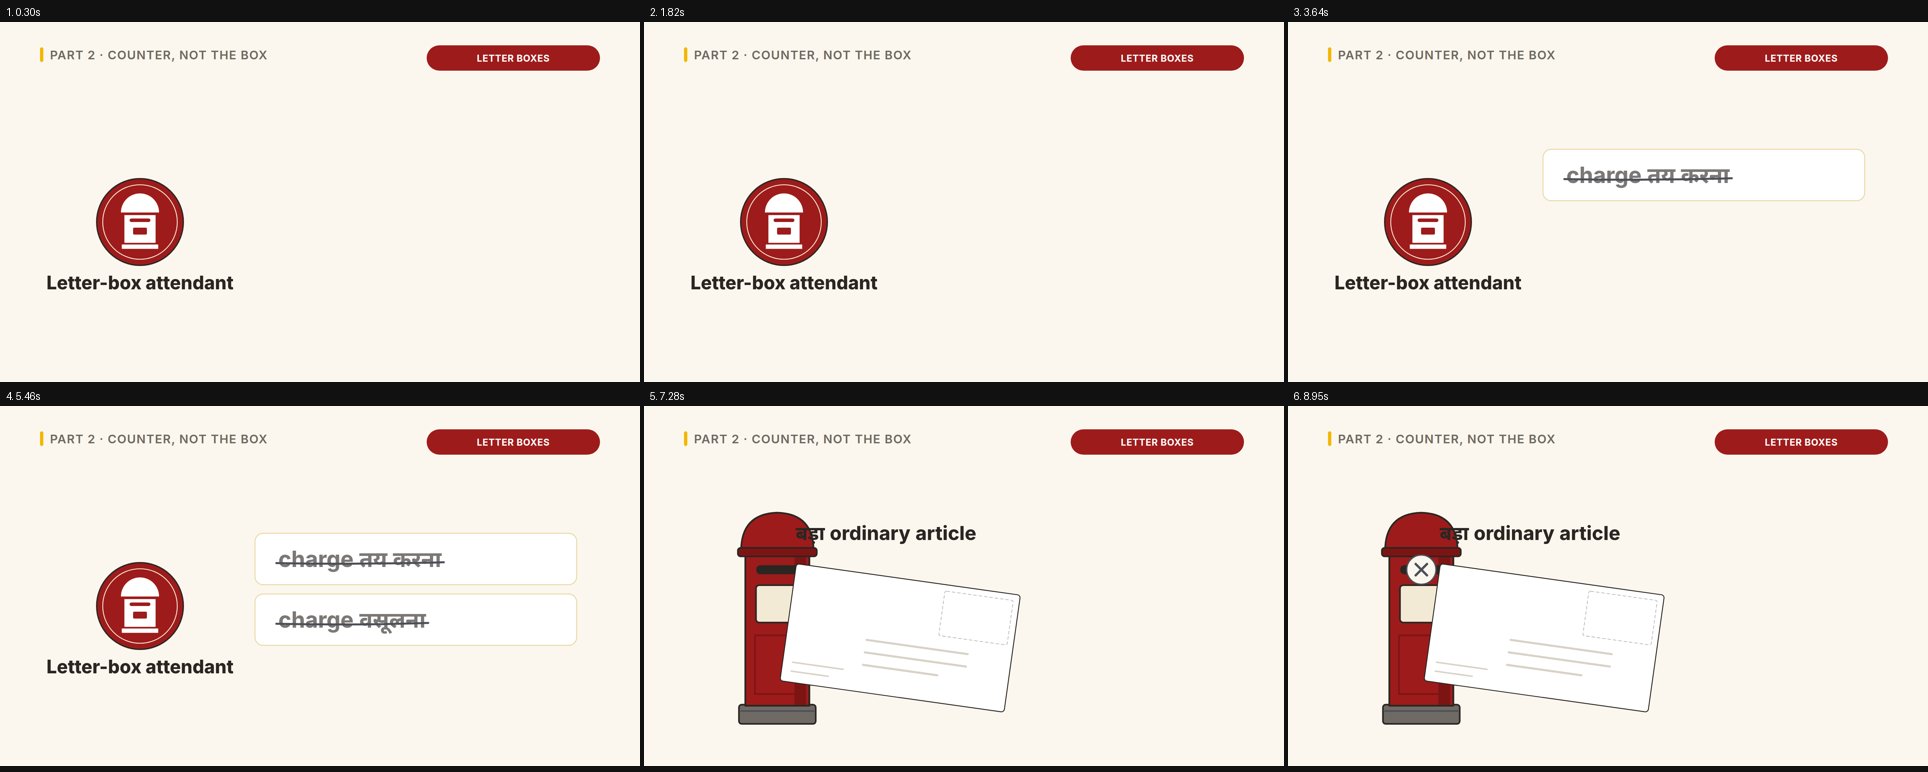 1. 0.30s
PART 2 · COUNTER, NOT THE BOX
LETTER BOXES
Letter-box attendant
2. 1.82s
PART 2 · COUNTER, NOT THE BOX
LETTER BOXES
Letter-box attendant
3. 3.64s
PART 2 · COUNTER, NOT THE BOX
LETTER BOXES
charge तय करना
Letter-box attendant
4. 5.46s
PART 2 · COUNTER, NOT THE BOX
LETTER BOXES
charge तय करना
charge वसूलना
Letter-box attendant
5. 7.28s
PART 2 · COUNTER, NOT THE BOX
LETTER BOXES
बड़ा ordinary article
6. 8.95s
PART 2 · COUNTER, NOT THE BOX
LETTER BOXES
बड़ा ordinary article